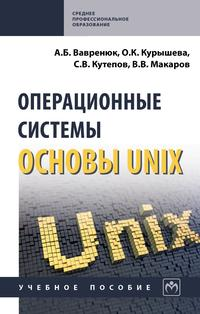 СРЕДНЕЕ
ПРОФЕССИОНАЛЬНОЕ
ОБРАЗОВАНИЕ
А.Б. Вавренюк, О.К. Курышева,
С.В. Кутепов, В.В. Макаров
ОПЕРАЦИОННЫЕ
СИСТЕМЫ
ОСНОВЫ UNIX
Unix
УЧЕБНОЕ ПОСОБИЕ